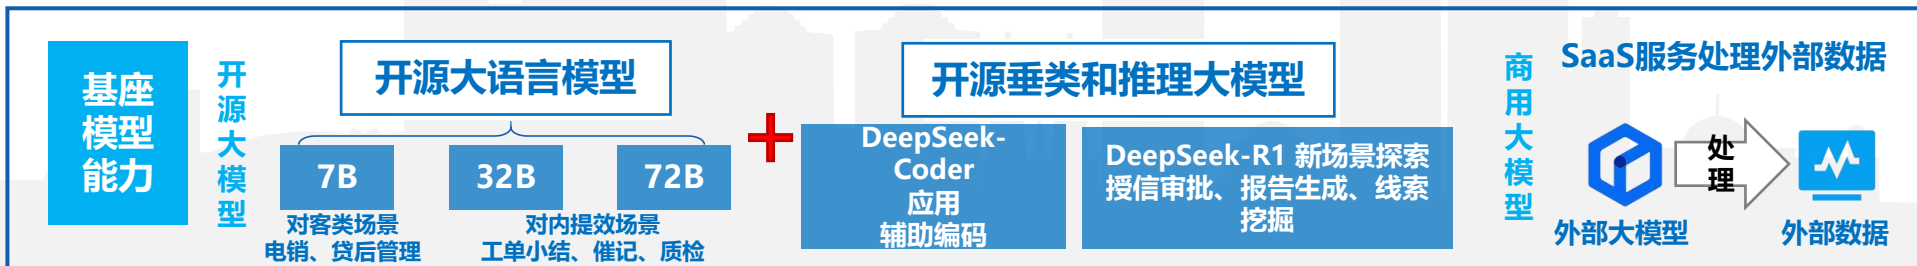 基座
模型
能力
开
源
大
模
型
开源大语言模型
7B
32B
72B
对客类场景
电销、贷后管理
对内提效场景
工单小结、催记、质检
开源垂类和推理大模型
DeepSeek-
Coder
应用
辅助编码
DeepSeek-R1 新场景探索
授信审批、报告生成、线索
挖掘
商
用
大
模
型
SaaS服务处理外部数据
处
理
外部大模型
外部数据